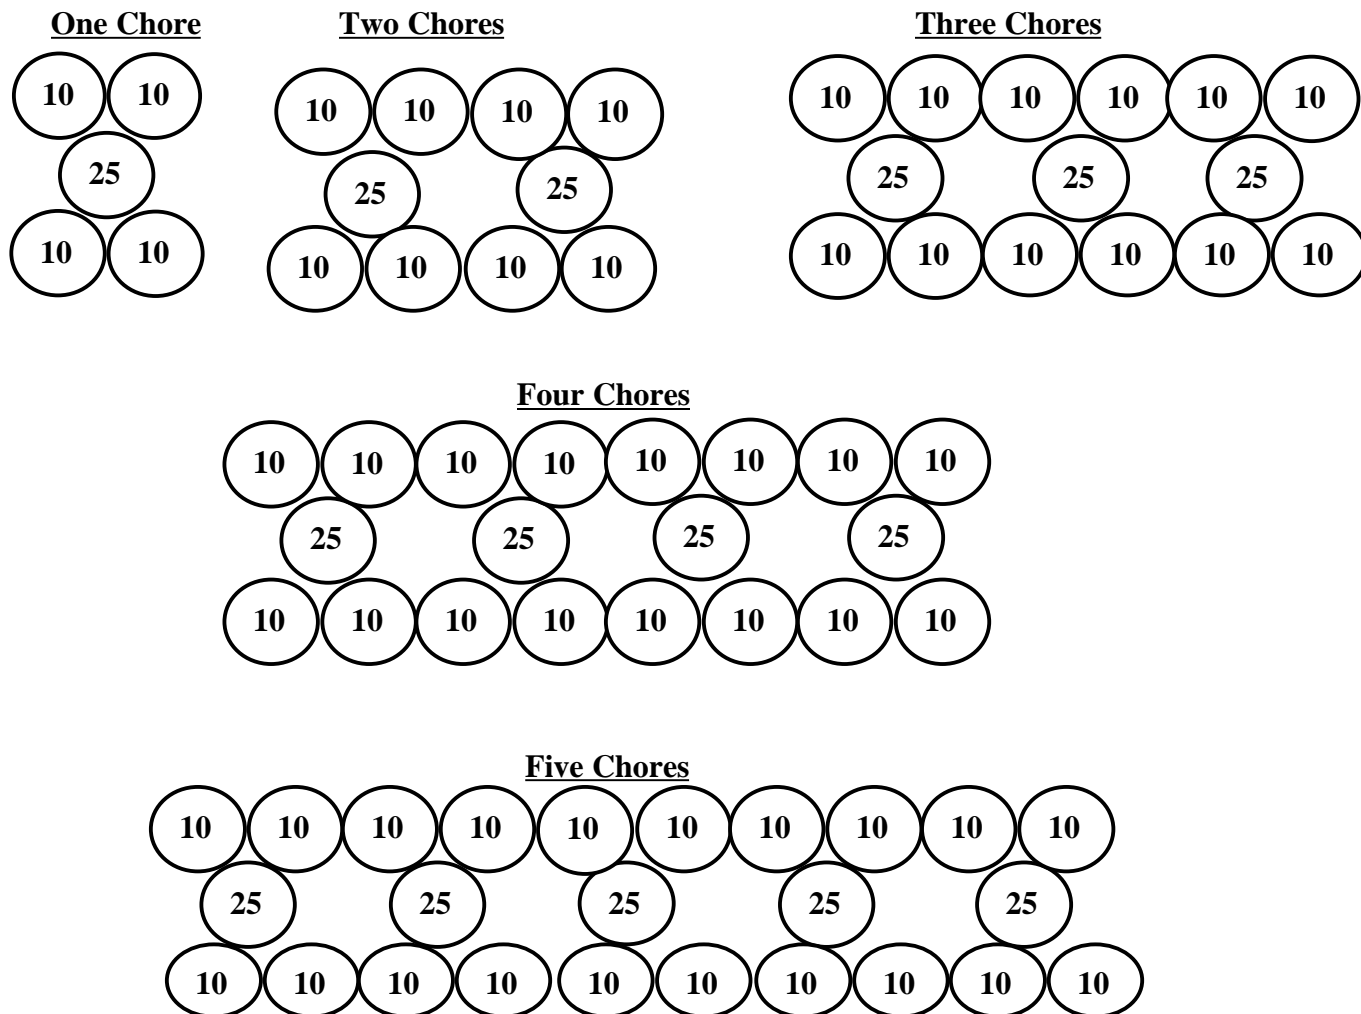 One Chore Two Chores Three Chores
10 10 10 10 10 10 10 10 10 10 10 10
25 25 25 25 25 25
10 10 10 10 10 10 10 10 10 10 10 10
Four Chores
10 10 10 10 10 10 10 10
25 25 25 25
10 10 10 10 10 10 10 10
Five Chores
10 10 10 10 10 10 10 10 10 10
25 25 25 25 25
10 10 10 10 10 10 10 10 10 10